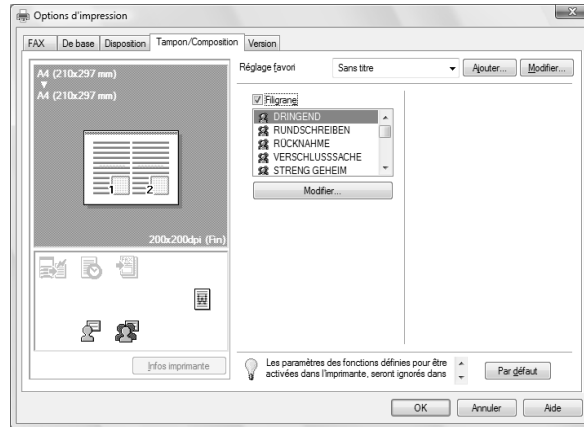 Options d'impression
FAX De base Disposition Tampon/Composition Version
A4 (210x297 mm)
A4 (210x297 mm)
1 2
200x200dpi (Fin)
Infos imprimante
Réglage favori Sans titre Ajouter... Modifier...
Filigrane
DRINGEND
RUNDSCHREIBEN
RÜCKNAHME
VERSCHLUSSSACHE
STRENG GEHEIM
Modifier...
Les paramètres des fonctions définies pour être
activées dans l'imprimante, seront ignorés dans
Par défaut
OK Annuler Aide